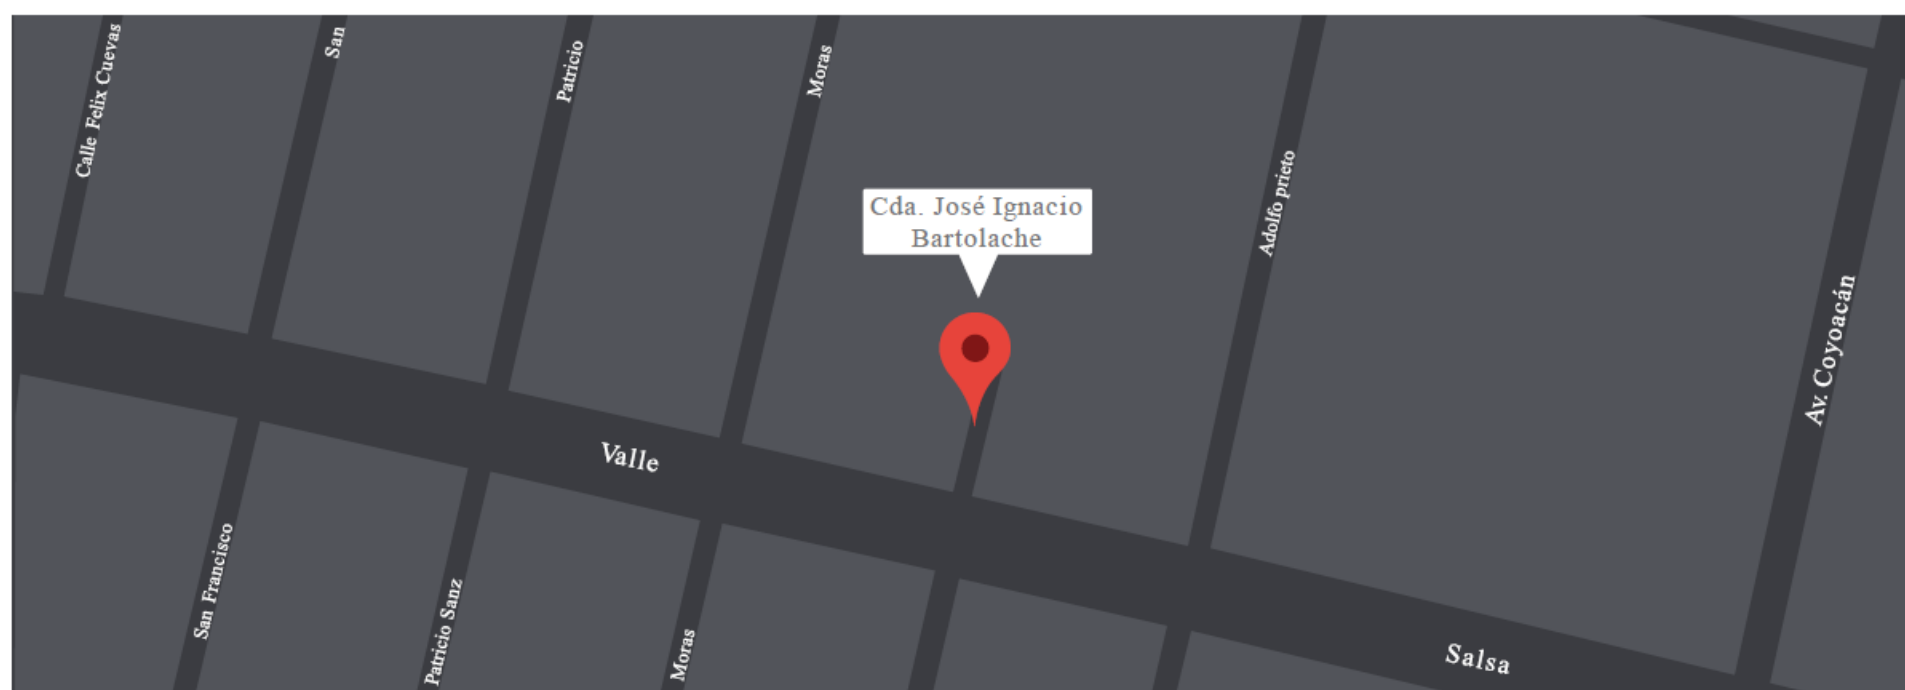 Calle Felix Cuevas
San
Patricio
Moras
Cda. José Ignacio
Bartolache
Adolfo prieto
Av. Coyoacán
Valle
San Francisco
Patricio Sanz
Moras
Salsa